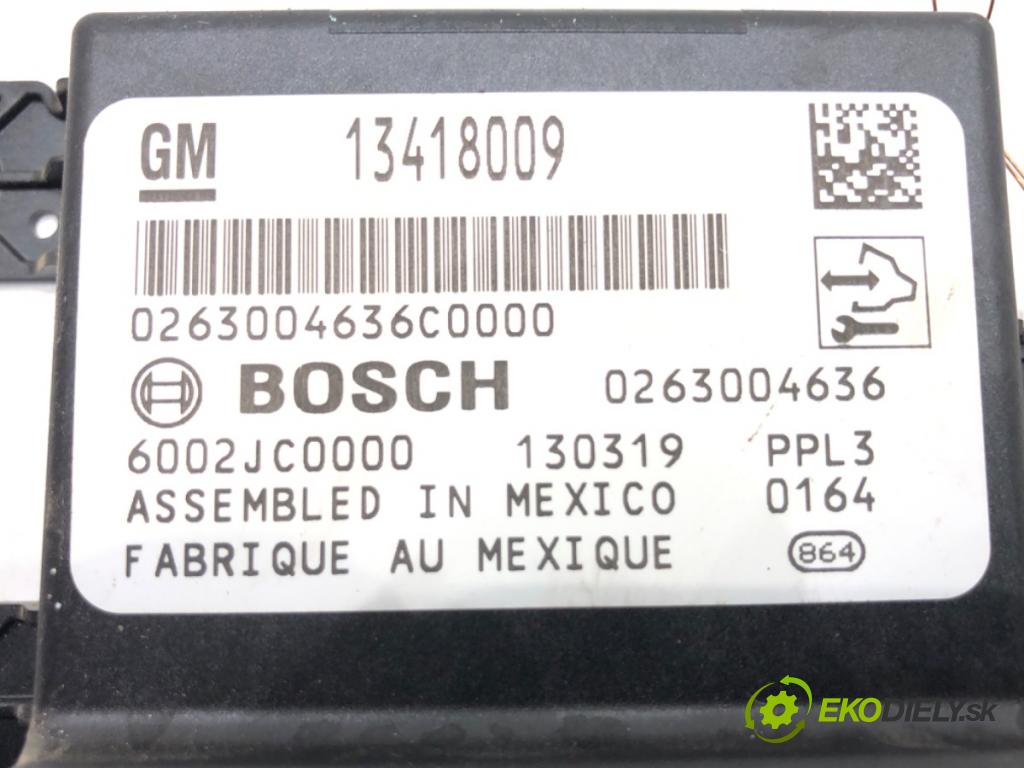 GM 13418009
0263004636C0000
BOSCH 0263004636
6002JC0000 130319 PPL3
ASSEMBLED IN MEXICO 0164
FABRIQUE AU MEXIQUE 864
EKODIELY.SK